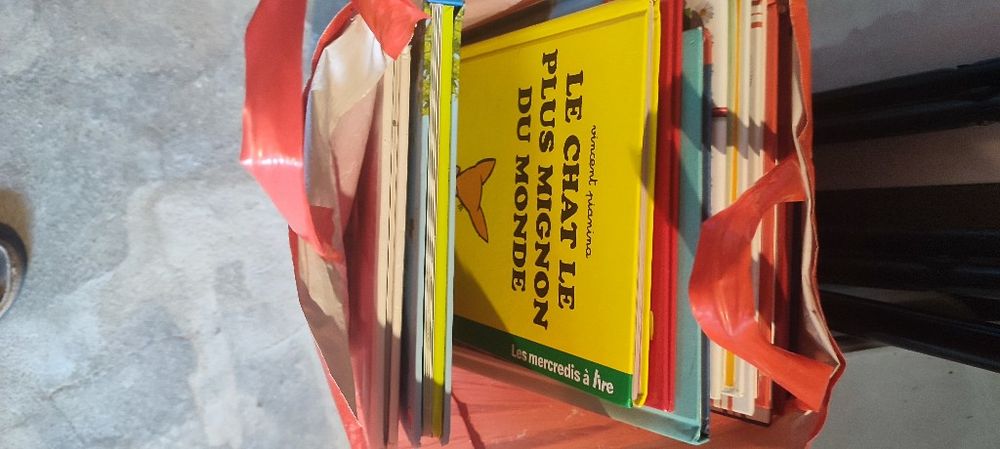 vincent pianina
LE CHAT LE
PLUS MIGNON
DU MONDE
Les mercredis à lire